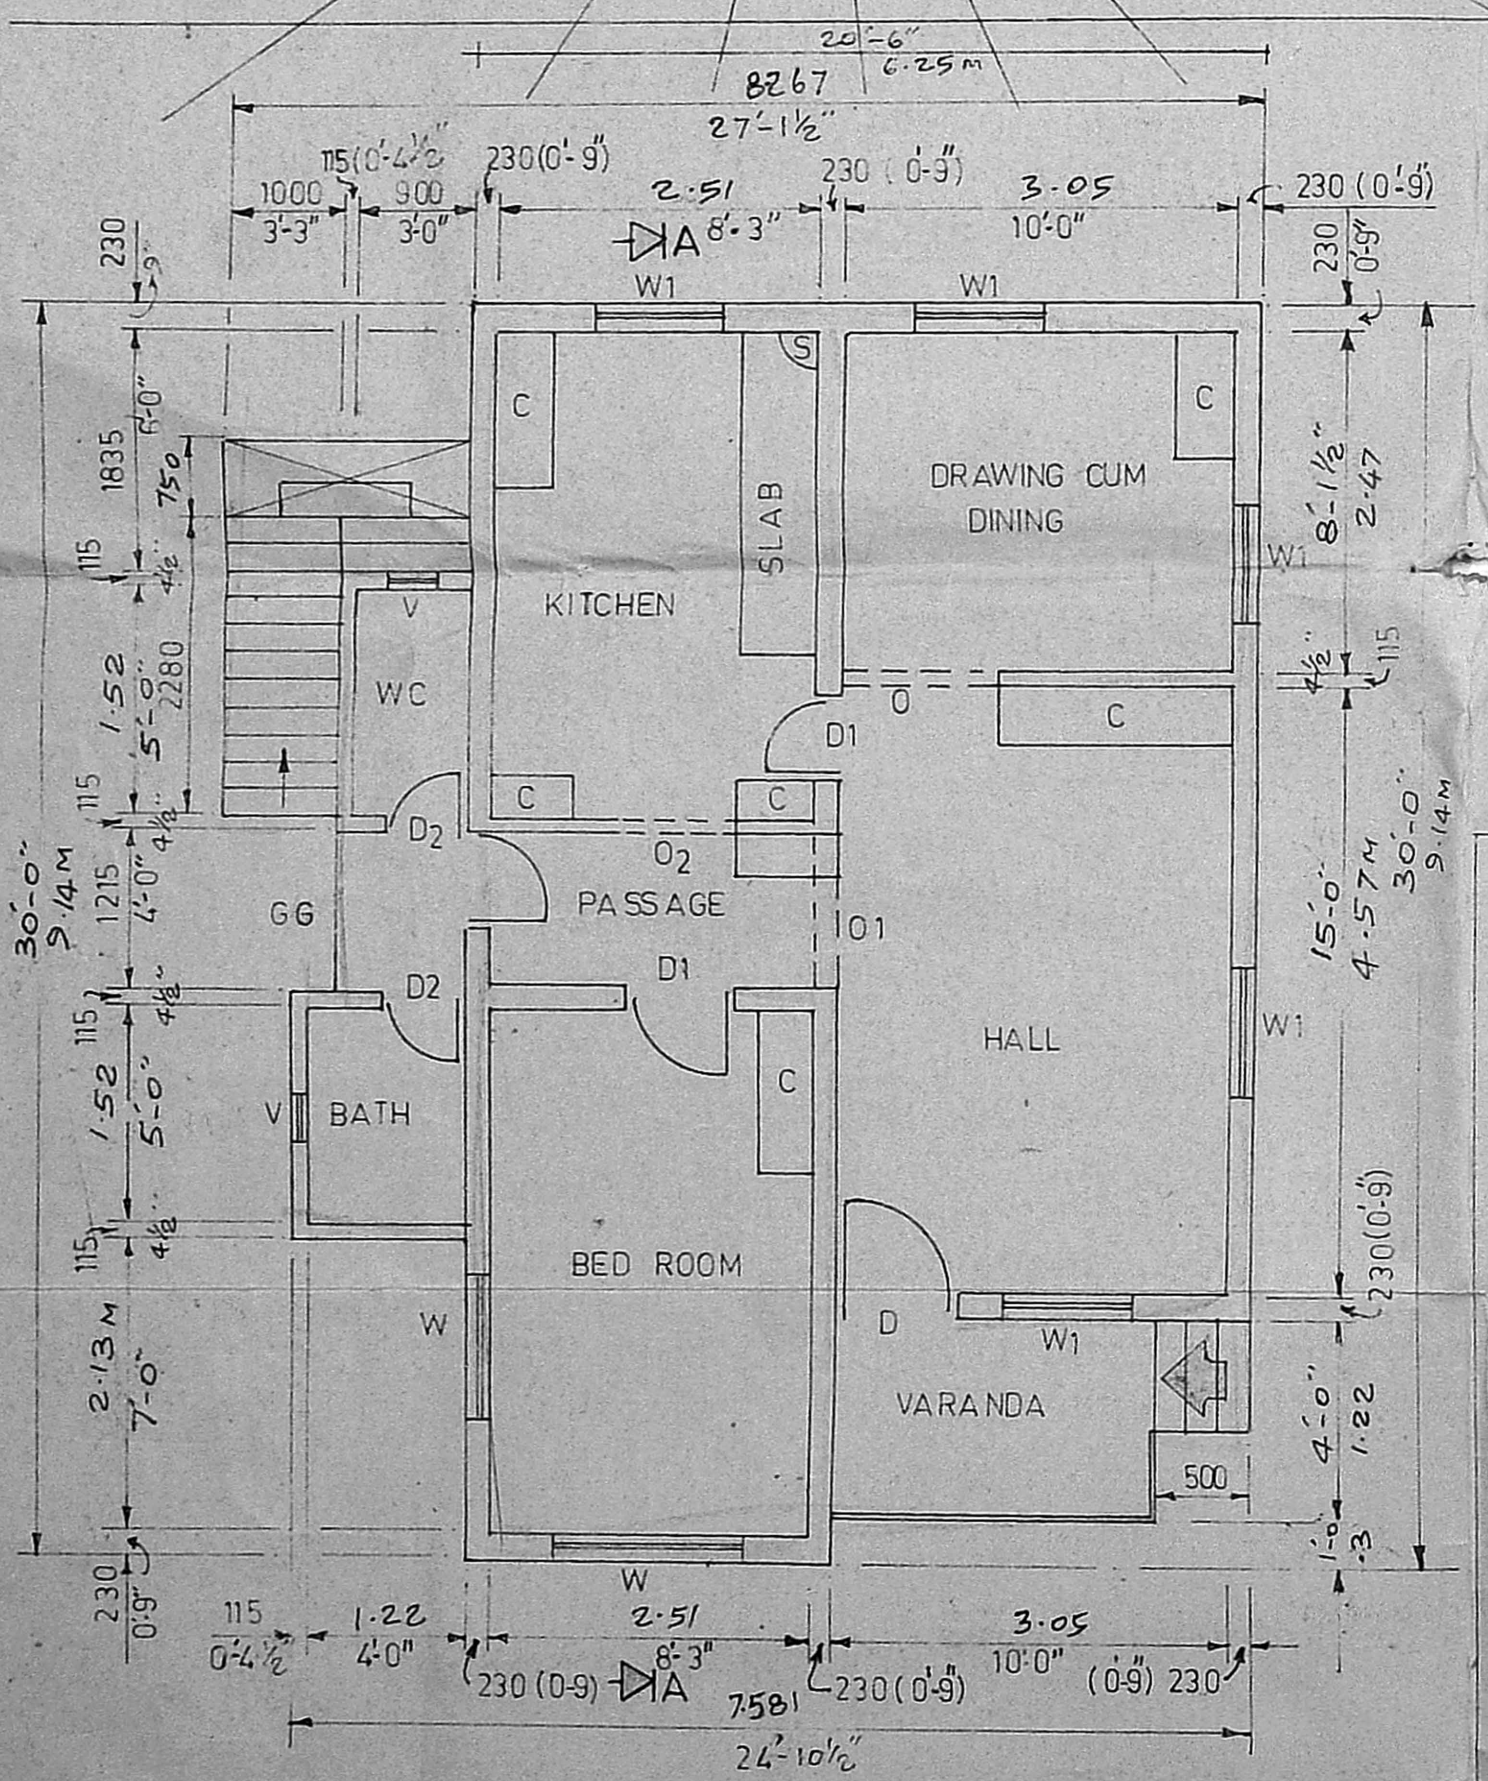 20'-6"
6.25 M
8267
27'-1½"
115(0'-4½"
230(0'-9")
230 (0'-9")
1000
900
2.51
3.05
230 (0'-9")
3'-3"
3'-0"
A
8'-3"
10'-0"
230
9"
230
0'-9"
W1
W1
S
C
C
1835
6'-0"
750
DRAWING CUM
DINING
SLAB
8'-1½"
2.47
115
4½"
W1
V
KITCHEN
1.52
5'-0"
2280
WC
4½"
115
O
C
D1
115
4½"
C
C
D2
O2
30'-0"
9.14 M
1215
4'-0"
GG
PASSAGE
O1
15'-0"
4.57 M
30'-0"
9.14 M
D2
D1
115
4½"
HALL
W1
C
1.52
5'-0"
V
BATH
115
4½"
BED ROOM
230(0'-9")
2.13 M
7'-0"
W
D
W1
VARANDA
4'-0"
1.22
500
1'-0"
.3
230
0'9"
W
115
0'-4½"
1.22
4'-0"
2.51
8'-3"
3.05
10'-0"
230 (0-9)
A
230(0'-9")
(0'-9") 230
7.581
24'-10½"